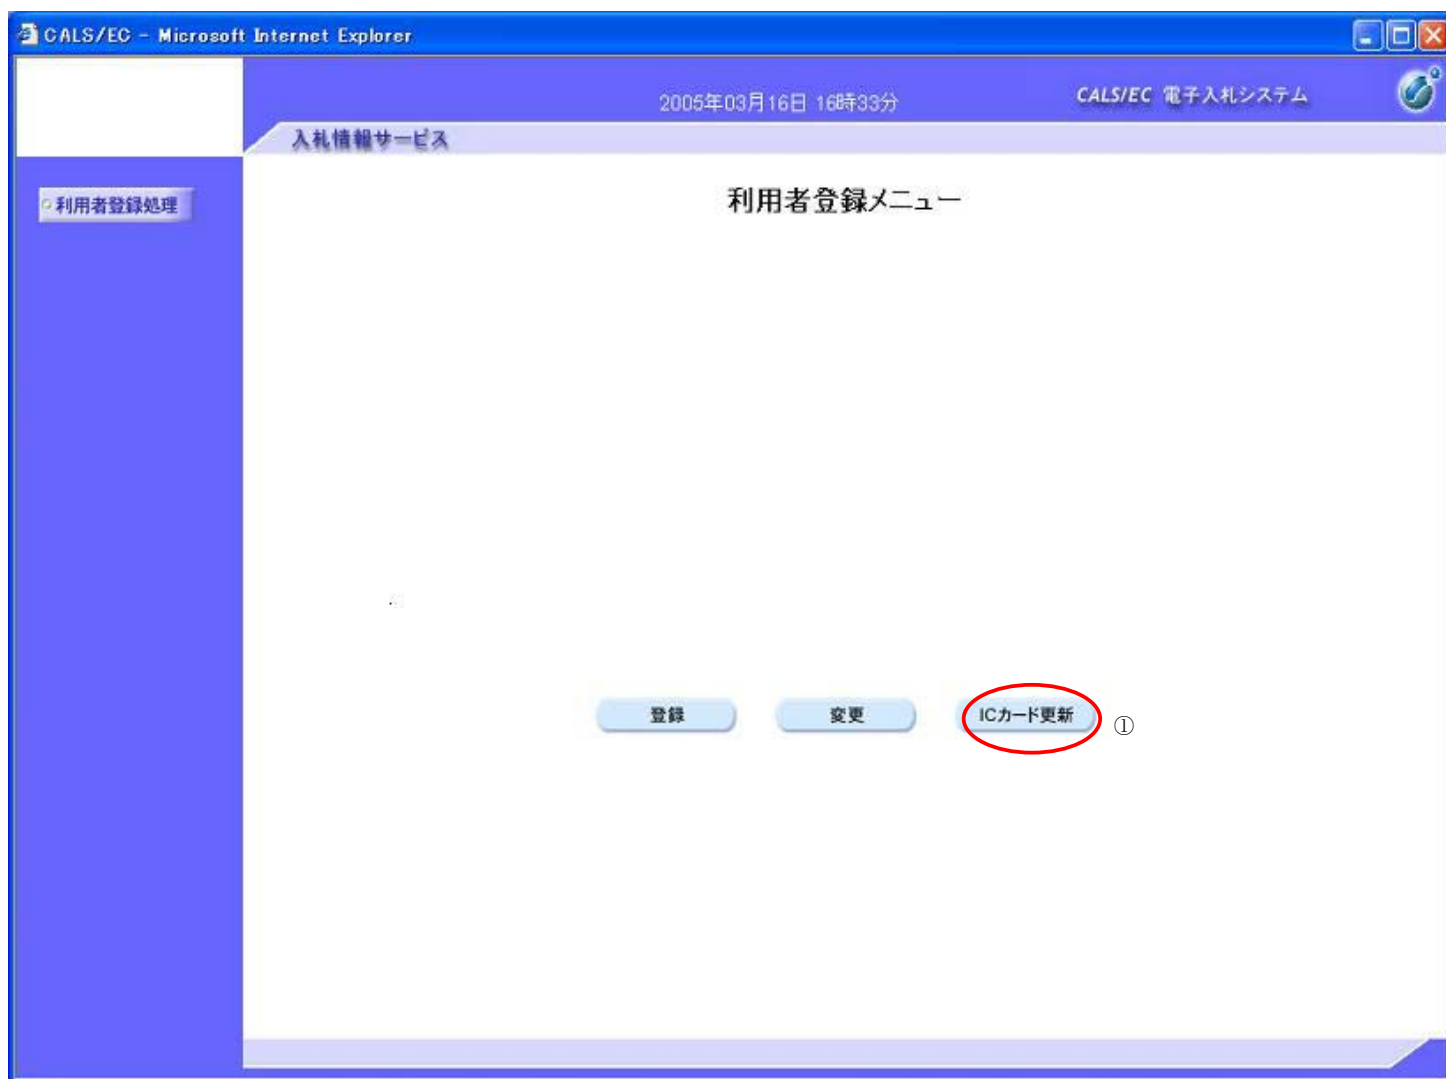 CALS/EC - Microsoft Internet Explorer
2005年03月16日 16時33分
CALS/EC 電子入札システム
入札情報サービス
利用者登録処理
利用者登録メニュー
登録
変更
ICカード更新
①